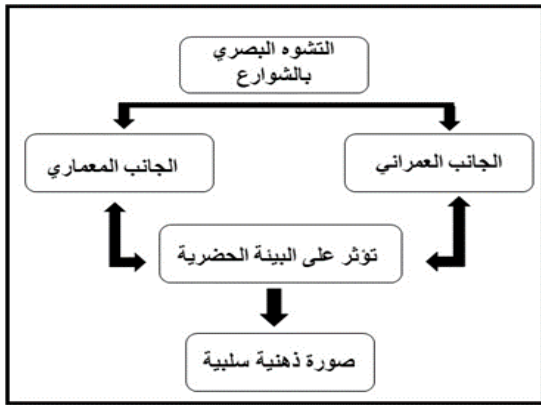 التشوه البصري
بالشوارع
الجانب العمراني
الجانب المعماري
تؤثر على البيئة الحضرية
صورة ذهنية سلبية